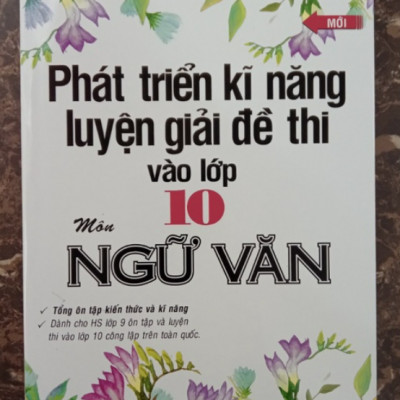 MỚI
Phát triển kĩ năng
luyện giải đề thi
vào lớp
10
Môn
NGỮ VĂN
✓ Tổng ôn tập kiến thức và kĩ năng
✓ Dành cho HS lớp 9 ôn tập và luyện
thi vào lớp 10 công lập trên toàn quốc.